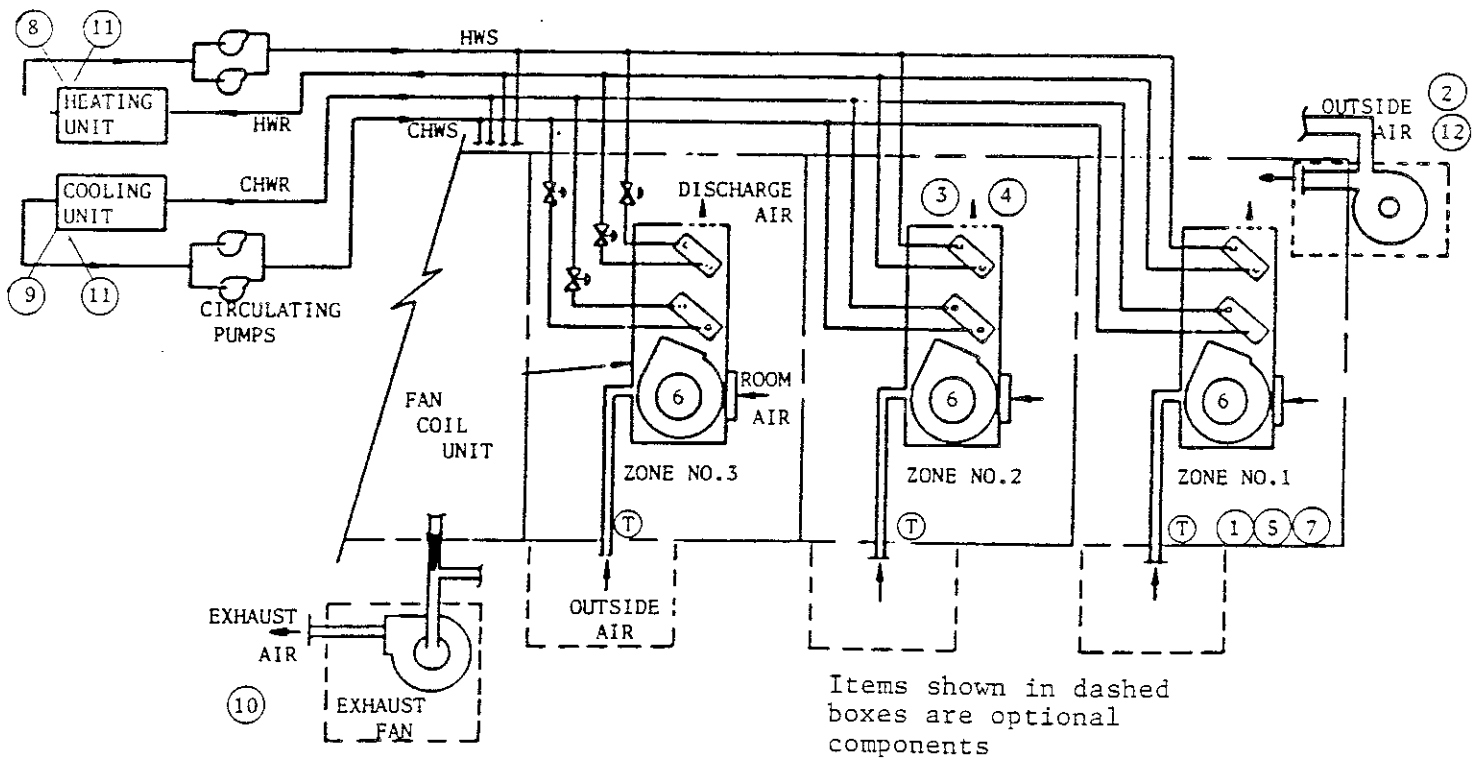 8 11
HWS
HEATING
UNIT
HWR
CHWS
OUTSIDE
AIR
2
12
COOLING
UNIT
CHWR
DISCHARGE
AIR
3 4
9 11
CIRCULATING
PUMPS
FAN
COIL
UNIT
6
ROOM
AIR
6
6
ZONE NO.3
ZONE NO.2
ZONE NO.1
T
T
T 1 S 7
OUTSIDE
AIR
EXHAUST
AIR
10
EXHAUST
FAN
Items shown in dashed
boxes are optional
components